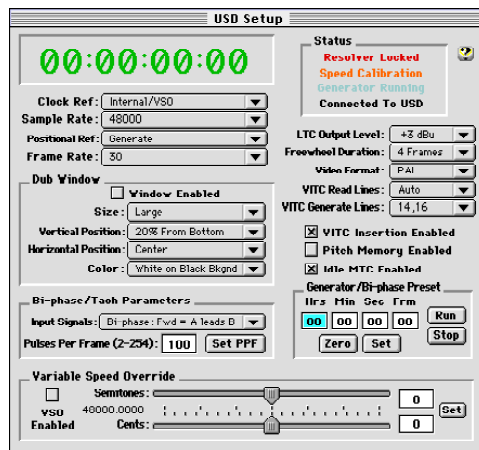 USD Setup
00:00:00:00
Status
Resolver Locked
Speed Calibration
Generator Running
Connected To USD
?
Clock Ref: Internal/VSO
Sample Rate: 48000
Positional Ref: Generate
Frame Rate: 30
LTC Output Level: +3 dBu
Freewheel Duration: 4 Frames
Video Format: PAL
VITC Read Lines: Auto
VITC Generate Lines: 14,16
Dub Window
Window Enabled
Size: Large
Vertical Position: 20% From Bottom
Horizontal Position: Center
Color: White on Black Bkgnd
VITC Insertion Enabled
Pitch Memory Enabled
Idle MTC Enabled
Bi-phase/Tach Parameters
Input Signals: Bi-phase: Fwd = A leads B
Pulses Per Frame (2-254): 100 Set PPF
Generator/Bi-phase Preset
Hrs Min Sec Frm
00 00 00 00 Run
Stop
Zero Set
Variable Speed Override
VSO Enabled
Semitones: 0
40000.0000
Cents: 0
Set